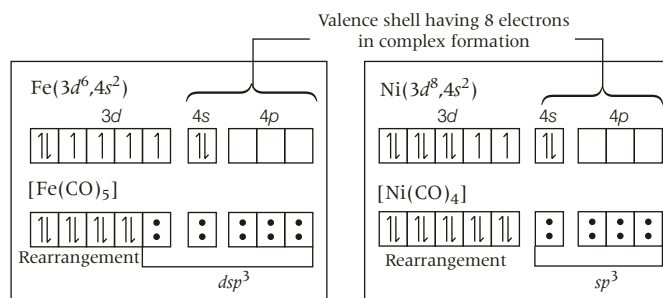 Valence shell having 8 electrons
in complex formation
Fe(3d⁶,4s²)
3d 4s 4p
[Fe(CO)₅]
Rearrangement
dsp³
Ni(3d⁸,4s²)
3d 4s 4p
[Ni(CO)₄]
Rearrangement
sp³